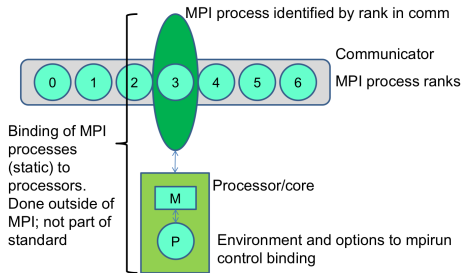 MPI process identified by rank in comm
Communicator
0 1 2 3 4 5 6
MPI process ranks
Binding of MPI
processes
(static) to
processors.
Done outside of
MPI; not part of
standard
Processor/core
M
P
Environment and options to mpirun
control binding